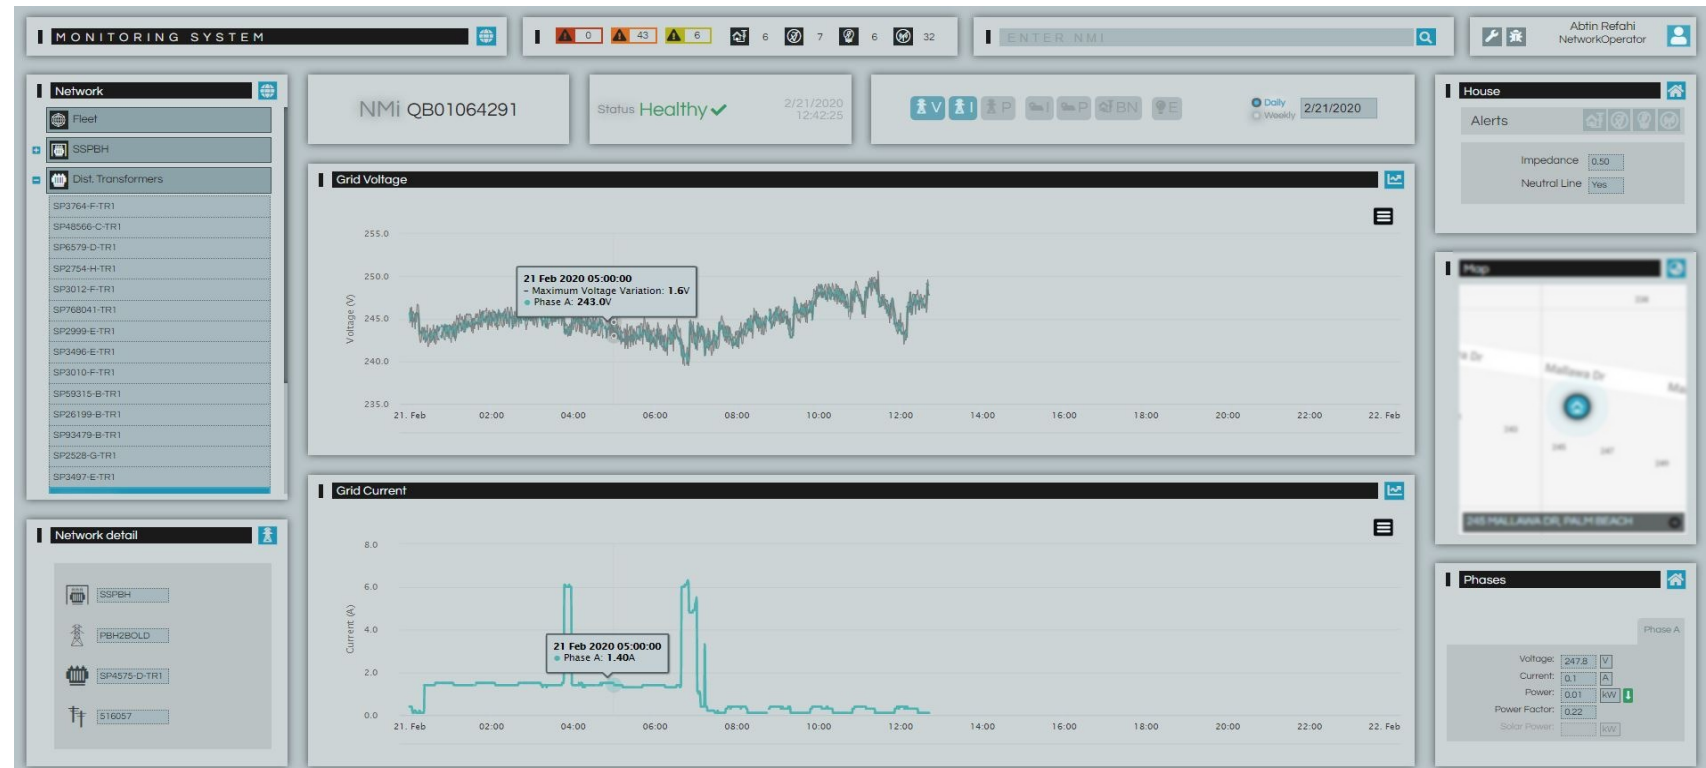 MONITORING SYSTEM
0 43 6 6 7 6 32
ENTER NMI
Abtin Refahi
NetworkOperator
Network
Fleet
SSPBH
Dist. Transformers
SP3764-F-TR1
SP48566-C-TR1
SP6579-D-TR1
SP2754-H-TR1
SP3012-F-TR1
SP768041-TR1
SP2999-E-TR1
SP3496-E-TR1
SP3010-F-TR1
SP59315-B-TR1
SP26199-B-TR1
SP93479-B-TR1
SP2528-G-TR1
SP3497-E-TR1
Network detail
SSPBH
PBH2BOLD
SP4575-D-TR1
516057
NMi QB01064291
Status Healthy
2/21/2020
12:42:25
V I P I P BN E
Daily
Weekly
2/21/2020
Grid Voltage
255.0
250.0
245.0
240.0
235.0
Voltage (V)
21 Feb 2020 05:00:00
- Maximum Voltage Variation: 1.6V
Phase A: 243.0V
21. Feb 02:00 04:00 06:00 08:00 10:00 12:00 14:00 16:00 18:00 20:00 22:00 22. Feb
Grid Current
8.0
6.0
4.0
2.0
0.0
Current (A)
21 Feb 2020 05:00:00
Phase A: 1.40A
21. Feb 02:00 04:00 06:00 08:00 10:00 12:00 14:00 16:00 18:00 20:00 22:00 22. Feb
House
Alerts
Impedance 0.50
Neutral Line Yes
Map
Mallawa Dr
245 MALLAWA DR, PALM BEACH
Phases
Phase A
Voltage: 247.8 V
Current: 0.1 A
Power: 0.01 kW
Power Factor: 0.22
Solar Power: kW